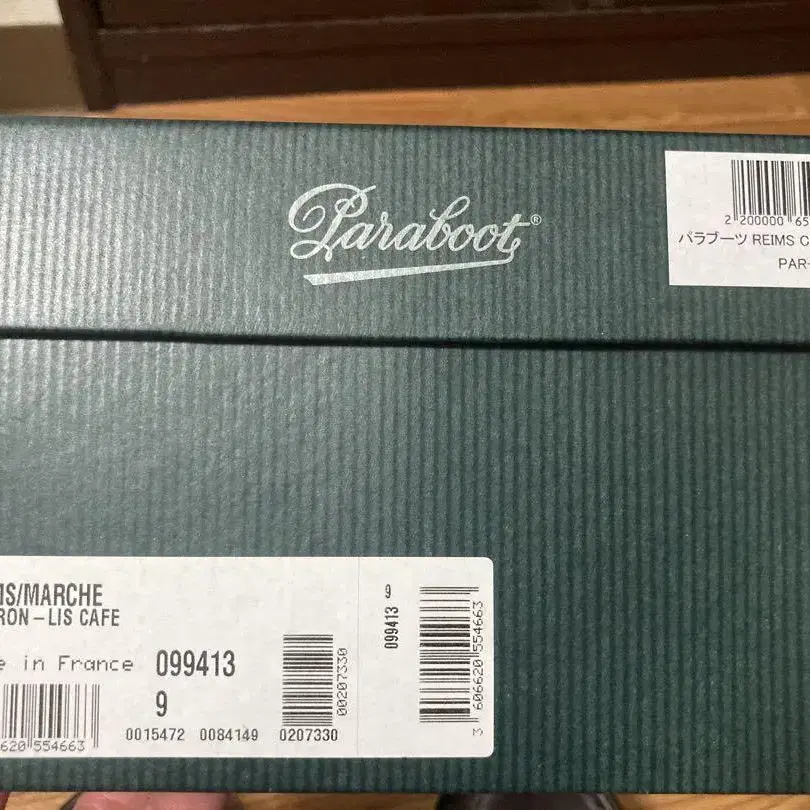 Paraboot®
2 200000 65
パラブーツ REIMS C
PAR-
MS/MARCHE
RON-LIS CAFE
e in France 099413
9
620 554663
0015472 0084149 0207330
00207330
099413 9
3 606620 554663